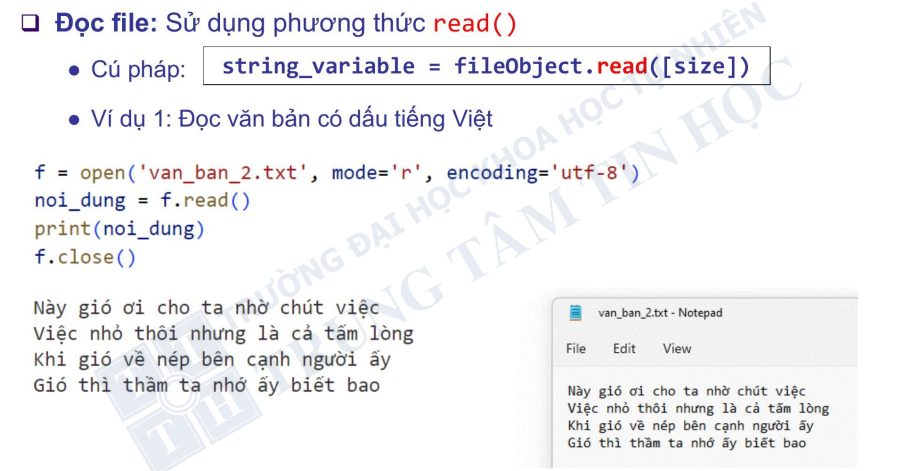 Đọc file: Sử dụng phương thức read()
Cú pháp: string_variable = fileObject.read([size])
Ví dụ 1: Đọc văn bản có dấu tiếng Việt
f = open('van_ban_2.txt', mode='r', encoding='utf-8')
noi_dung = f.read()
print(noi_dung)
f.close()
Này gió ơi cho ta nhờ chút việc
Việc nhỏ thôi nhưng là cả tấm lòng
Khi gió về nép bên cạnh người ấy
Gió thì thầm ta nhớ ấy biết bao
van_ban_2.txt - Notepad
File Edit View
Này gió ơi cho ta nhờ chút việc
Việc nhỏ thôi nhưng là cả tấm lòng
Khi gió về nép bên cạnh người ấy
Gió thì thầm ta nhớ ấy biết bao
TRƯỜNG ĐẠI HỌC KHOA HỌC TỰ NHIÊN
TRUNG TÂM TIN HỌC